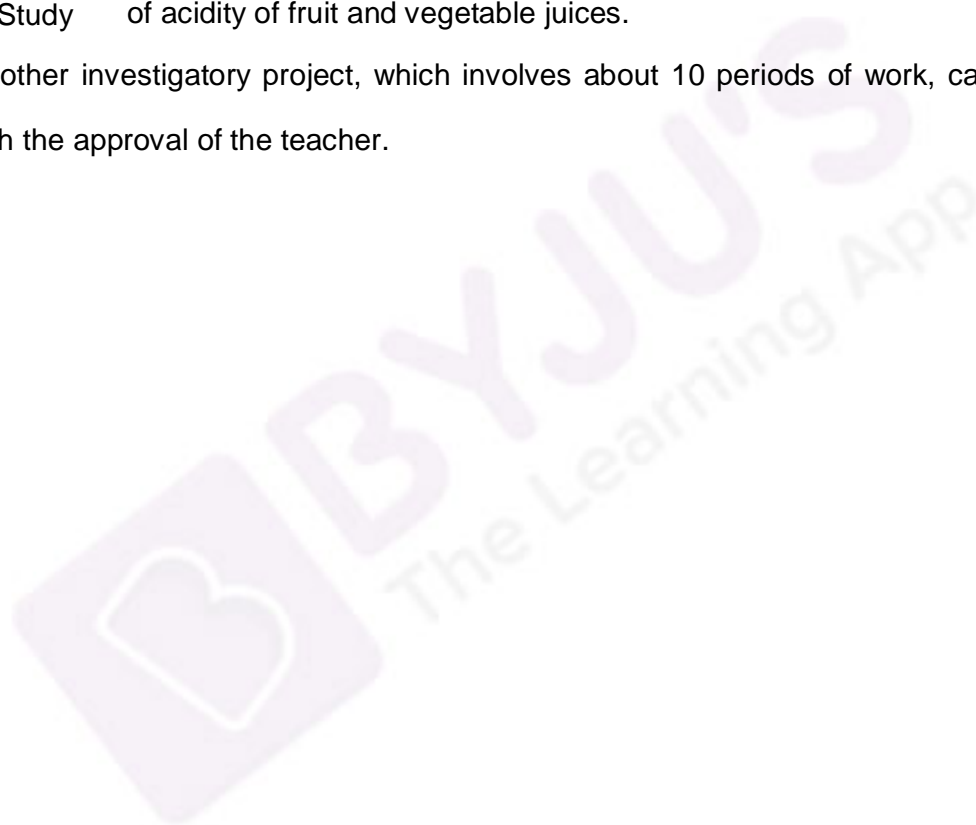 Study of acidity of fruit and vegetable juices.
other investigatory project, which involves about 10 periods of work, ca
h the approval of the teacher.
BYJU'S
The Learning App